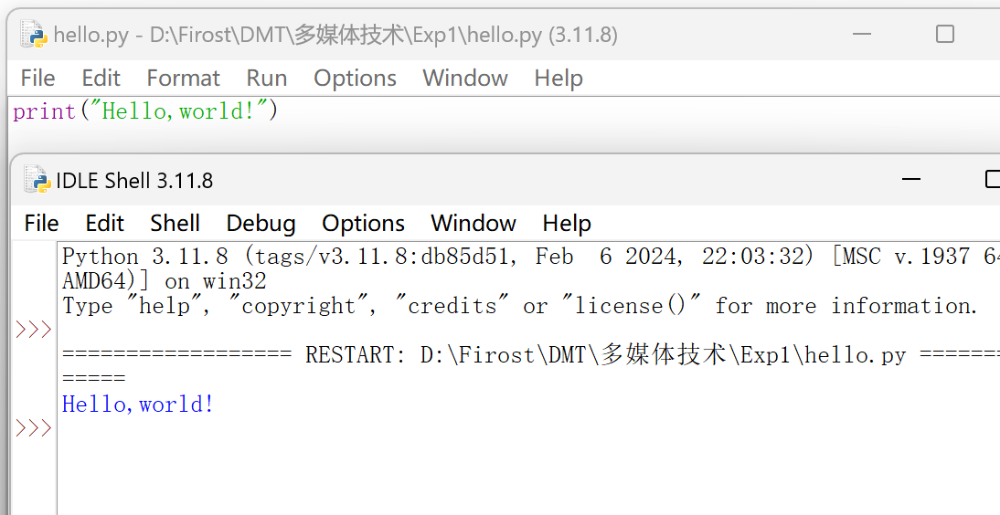 hello.py - D:\Firost\DMT\多媒体技术\Exp1\hello.py (3.11.8)
File Edit Format Run Options Window Help
print("Hello,world!")
IDLE Shell 3.11.8
File Edit Shell Debug Options Window Help
Python 3.11.8 (tags/v3.11.8:db85d51, Feb  6 2024, 22:03:32) [MSC v.1937 64
AMD64)] on win32
Type "help", "copyright", "credits" or "license()" for more information.
>>>
================== RESTART: D:\Firost\DMT\多媒体技术\Exp1\hello.py =======
=====
Hello,world!
>>>